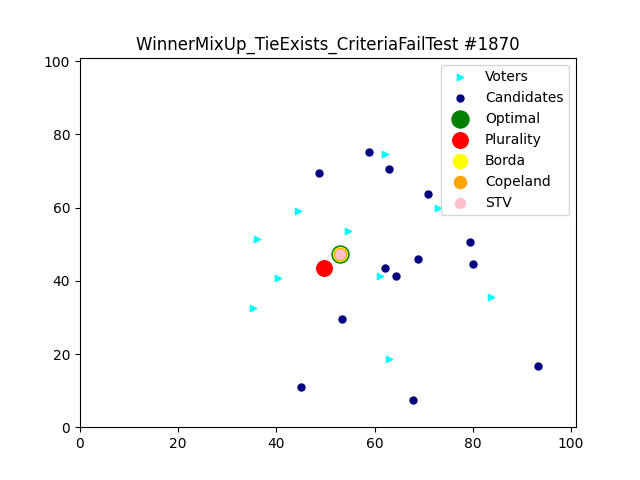 WinnerMixUp_TieExists_CriteriaFailTest #1870
100
80
60
40
20
0
0
20
40
60
80
100
Voters
Candidates
Optimal
Plurality
Borda
Copeland
STV